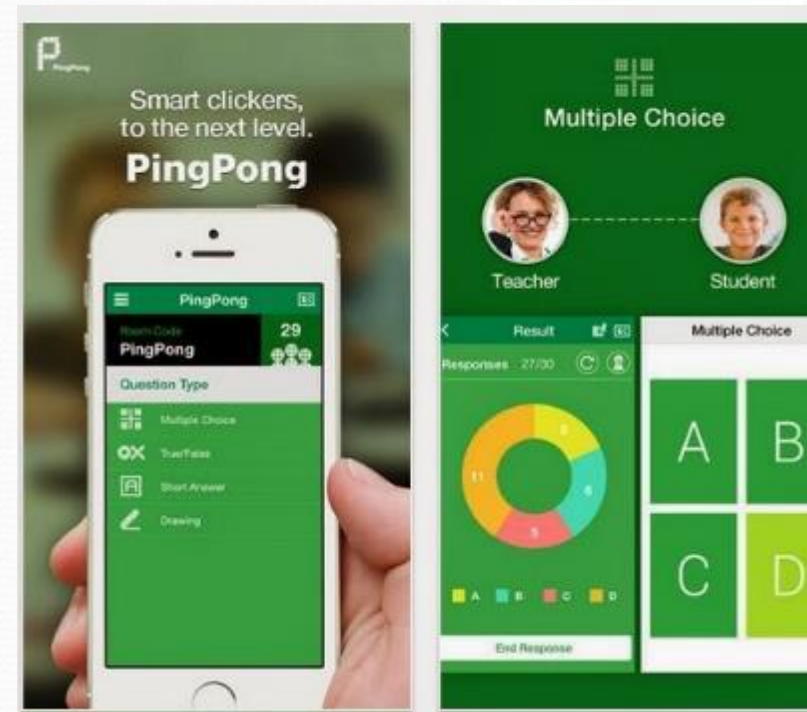 PingPong
Smart clickers,
to the next level.
PingPong
PingPong
29
Room Code
PingPong
Question Type
Multiple Choice
True/False
Short Answer
Drawing
Multiple Choice
Teacher
Student
Result
Responses 27/30
11
6
5
A
B
C
D
End Response
Multiple Choice
A B
C D